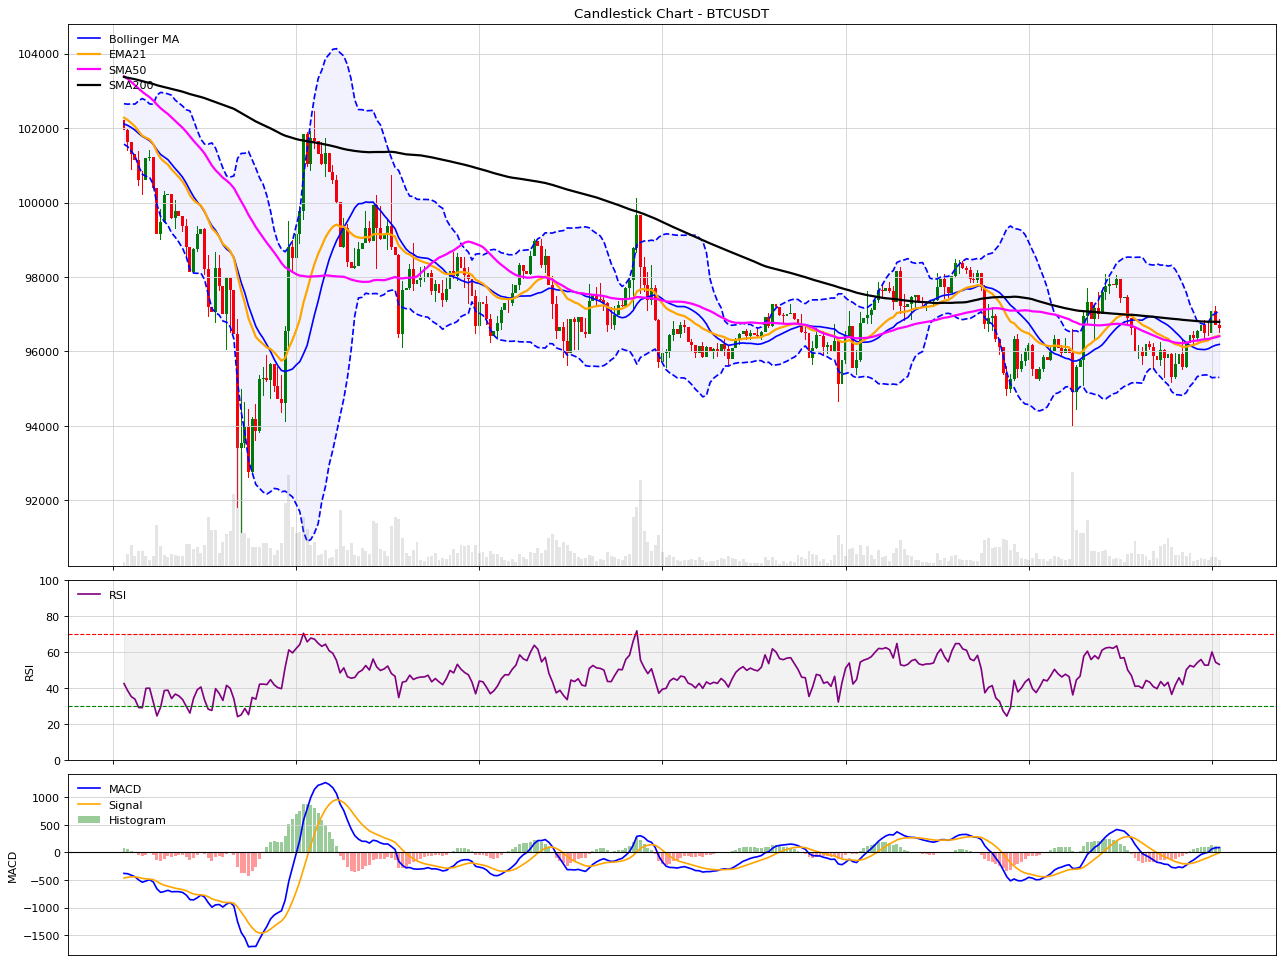 Candlestick Chart - BTCUSDT
Bollinger MA
EMA21
SMA50
SMA200
104000
102000
100000
98000
96000
94000
92000
RSI
100
80
60
40
20
0
RSI
MACD
Signal
Histogram
1000
500
0
−500
−1000
−1500
MACD